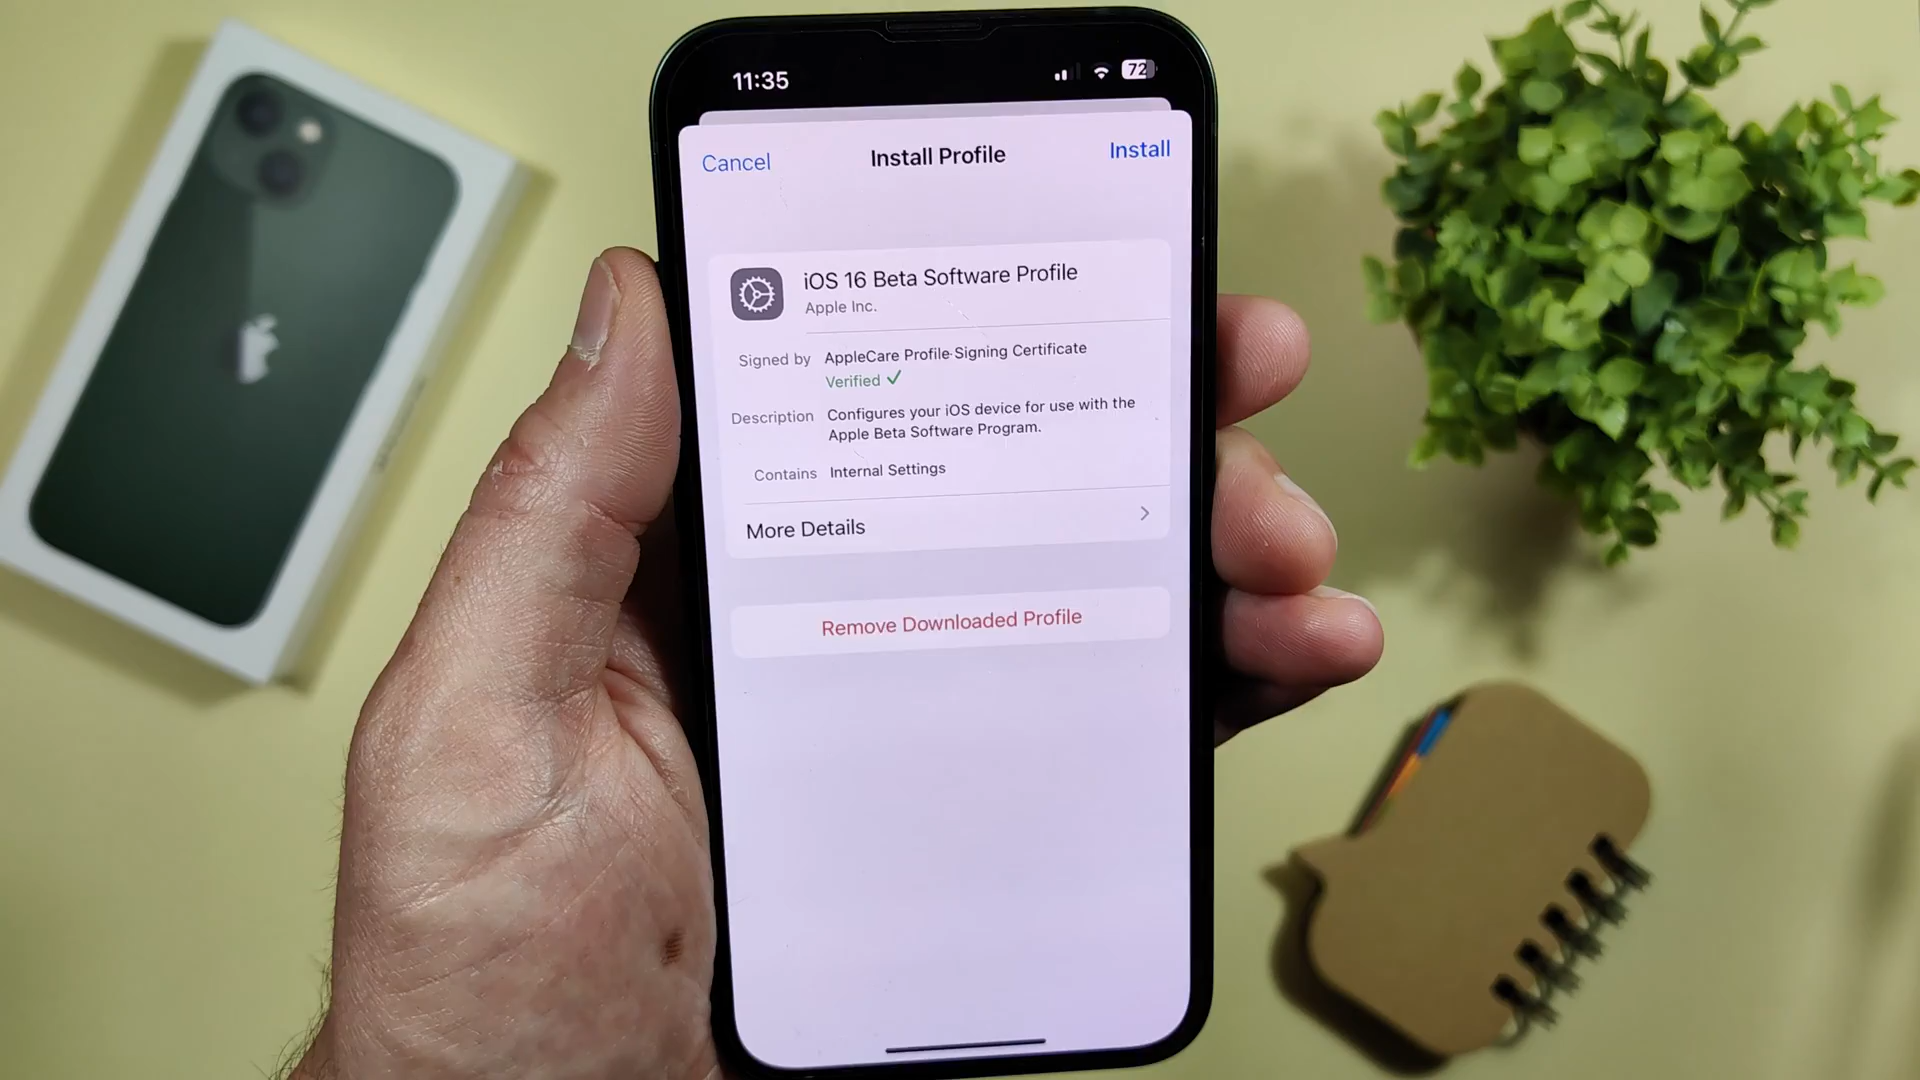 11:35
72
Cancel
Install Profile
Install
iOS 16 Beta Software Profile
Apple Inc.
Signed by
AppleCare Profile Signing Certificate
Verified ✓
Description
Configures your iOS device for use with the
Apple Beta Software Program.
Contains
Internal Settings
More Details
Remove Downloaded Profile